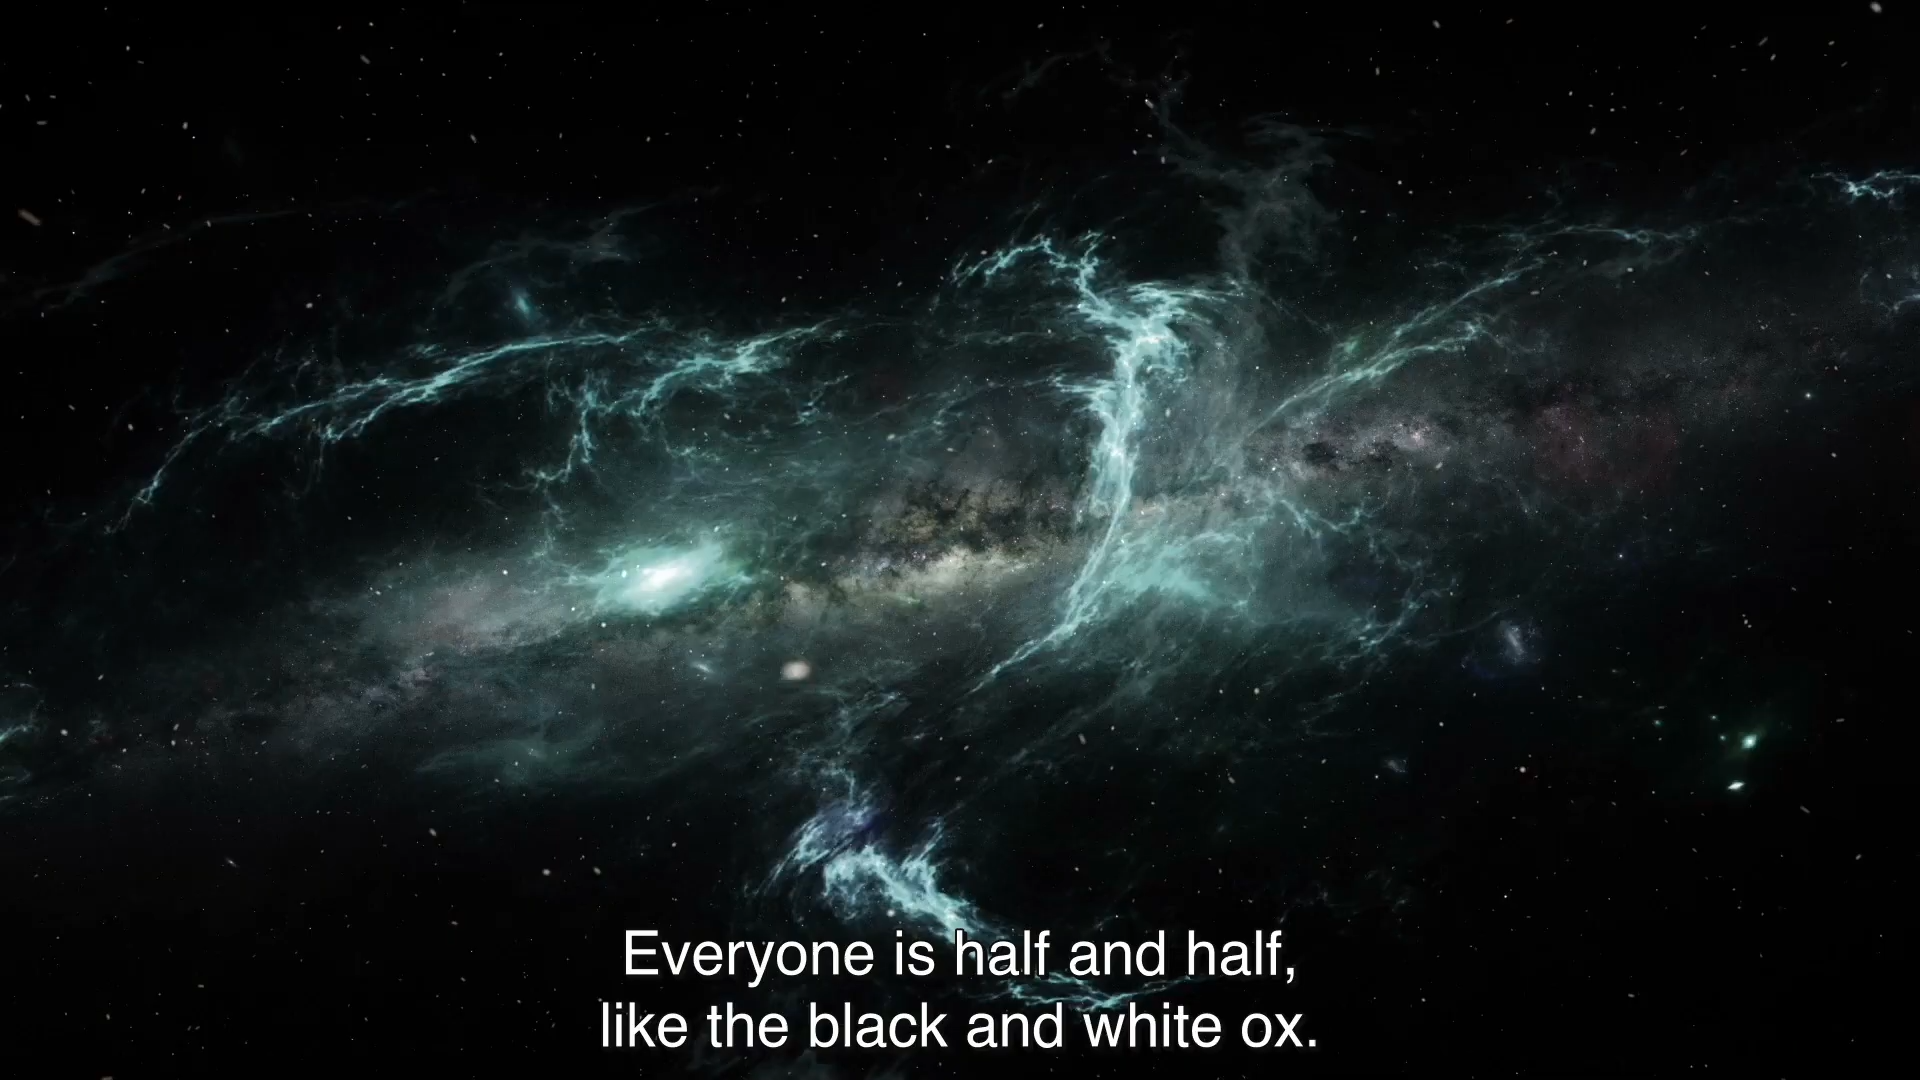 Everyone is half and half,
like the black and white ox.